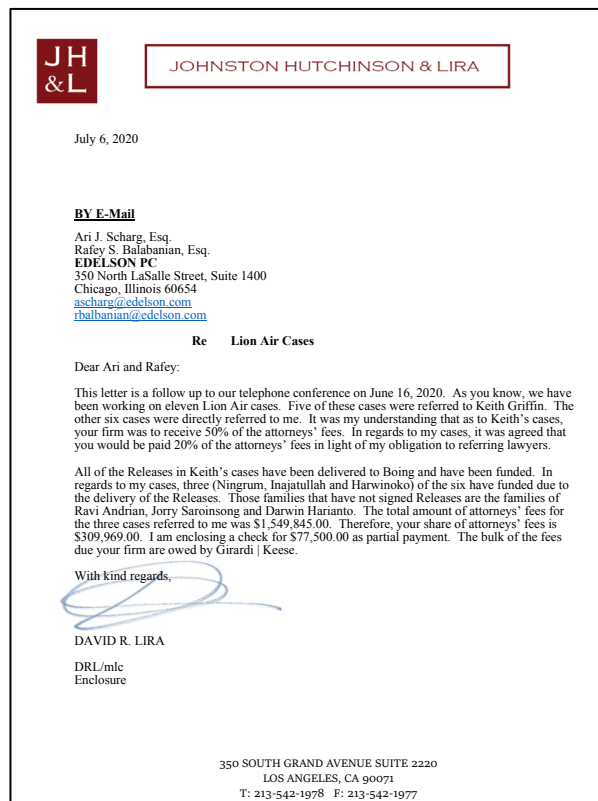 JH
&L
JOHNSTON HUTCHINSON & LIRA
July 6, 2020
BY E-Mail
Ari J. Scharg, Esq.
Rafey S. Balabanian, Esq.
EDELSON PC
350 North LaSalle Street, Suite 1400
Chicago, Illinois 60654
ascharg@edelson.com
rbalbanian@edelson.com
Re Lion Air Cases
Dear Ari and Rafey:
This letter is a follow up to our telephone conference on June 16, 2020. As you know, we have
been working on eleven Lion Air cases. Five of these cases were referred to Keith Griffin. The
other six cases were directly referred to me. It was my understanding that as to Keith's cases,
your firm was to receive 50% of the attorneys' fees. In regards to my cases, it was agreed that
you would be paid 20% of the attorneys' fees in light of my obligation to referring lawyers.
All of the Releases in Keith's cases have been delivered to Boing and have been funded. In
regards to my cases, three (Ningrum, Inajatullah and Harwinoko) of the six have funded due to
the delivery of the Releases. Those families that have not signed Releases are the families of
Ravi Andrian, Jorry Saroinsong and Darwin Harianto. The total amount of attorneys' fees for
the three cases referred to me was $1,549,845.00. Therefore, your share of attorney's fees is
$309,969.00. I am enclosing a check for $77,500.00 as partial payment. The bulk of the fees
due your firm are owed by Girardi | Keese.
With kind regards,
DAVID R. LIRA
DRL/mlc
Enclosure
350 SOUTH GRAND AVENUE SUITE 2220
LOS ANGELES, CA 90071
T: 213-542-1978 F: 213-542-1977